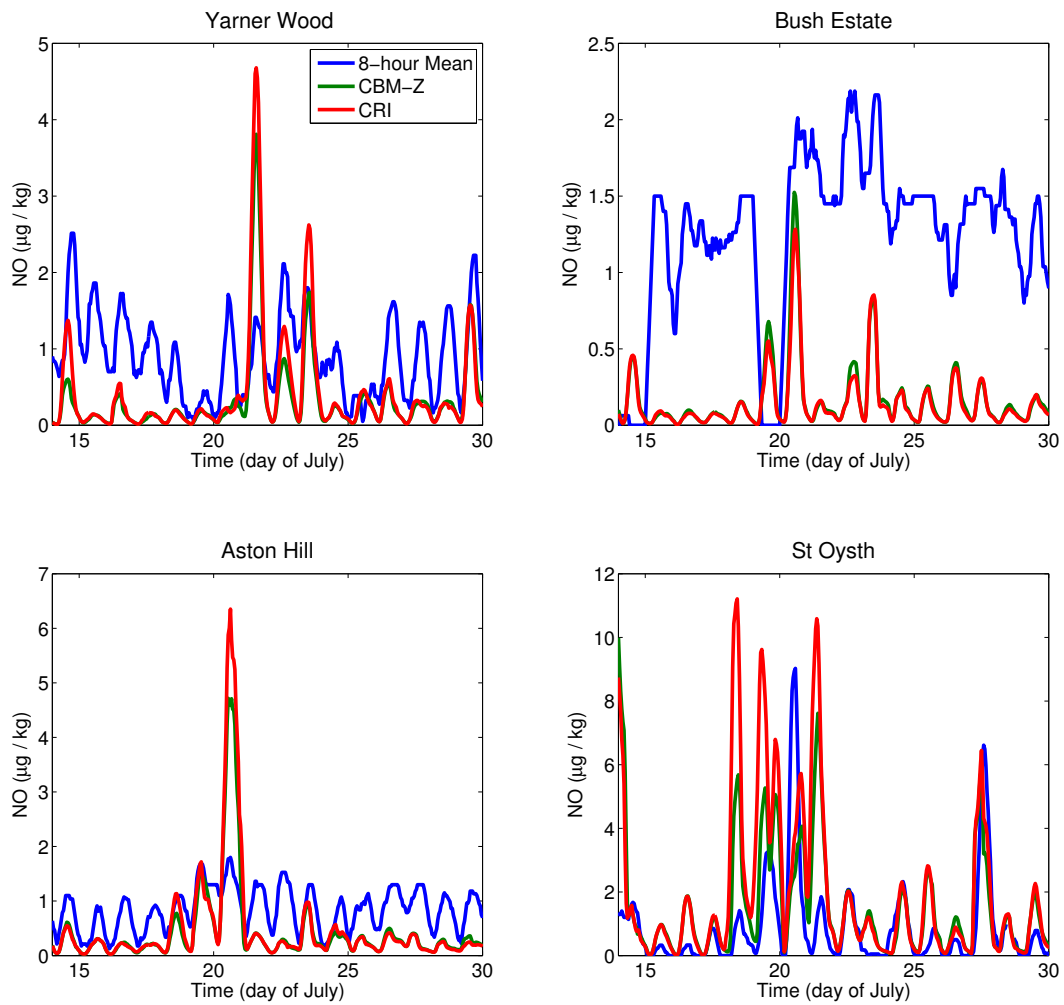 Yarner Wood
5
4
3
2
1
0
15
20
25
30
NO (μg / kg)
Time (day of July)
8−hour Mean
CBM−Z
CRI
Bush Estate
2.5
2
1.5
1
0.5
0
15
20
25
30
NO (μg / kg)
Time (day of July)
Aston Hill
7
6
5
4
3
2
1
0
15
20
25
30
NO (μg / kg)
Time (day of July)
St Oysth
12
10
8
6
4
2
0
15
20
25
30
NO (μg / kg)
Time (day of July)